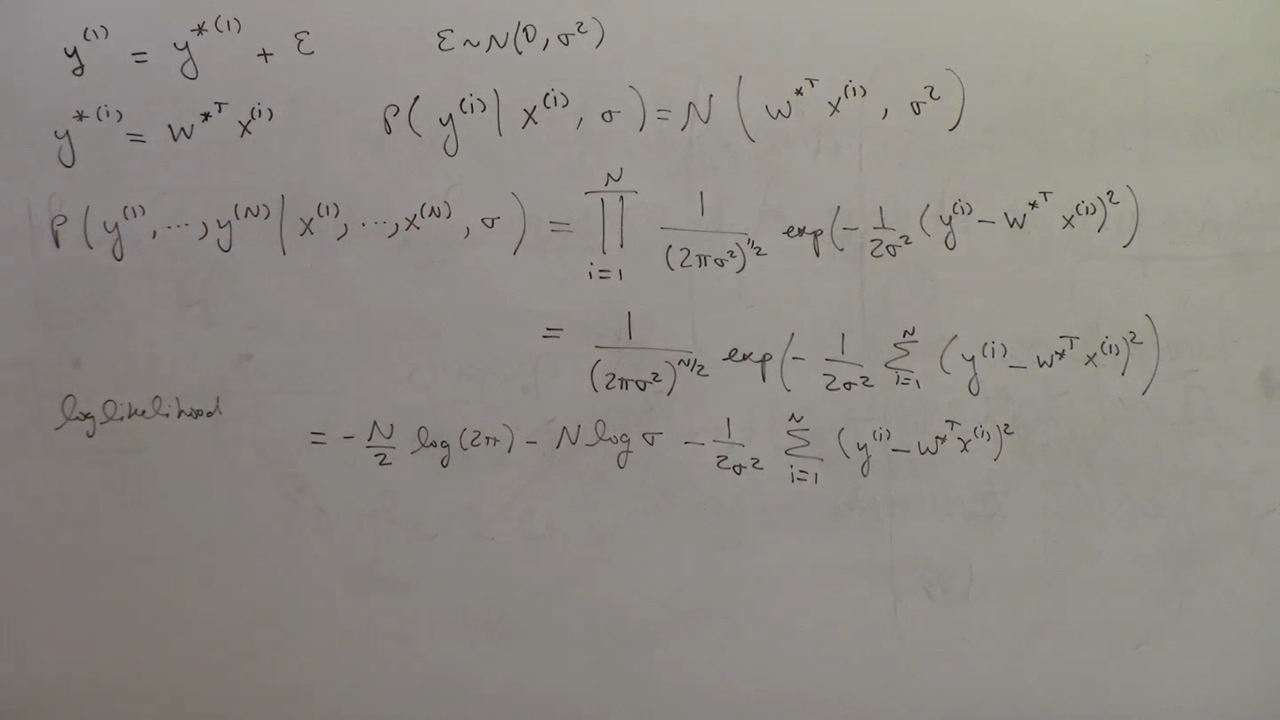 y^(1) = y^*(1) + ε    ε ~ N(0, σ²)
y^*(i) = w^*T x^(i)    P( y^(i) | x^(i), σ ) = N ( w^*T x^(i), σ² )
P( y^(1), ..., y^(N) | x^(1), ..., x^(N), σ ) = ∏_{i=1}^{N} 1/(2πσ²)^{1/2} exp( - 1/2σ² ( y^(i) - w^*T x^(i) )² )
= 1/(2πσ²)^{N/2} exp( - 1/2σ² Σ_{i=1}^{N} ( y^(i) - w^*T x^(i) )² )
log likelihood
= - N/2 log(2π) - N log σ - 1/2σ² Σ_{i=1}^{N} ( y^(i) - w^*T x^(i) )²